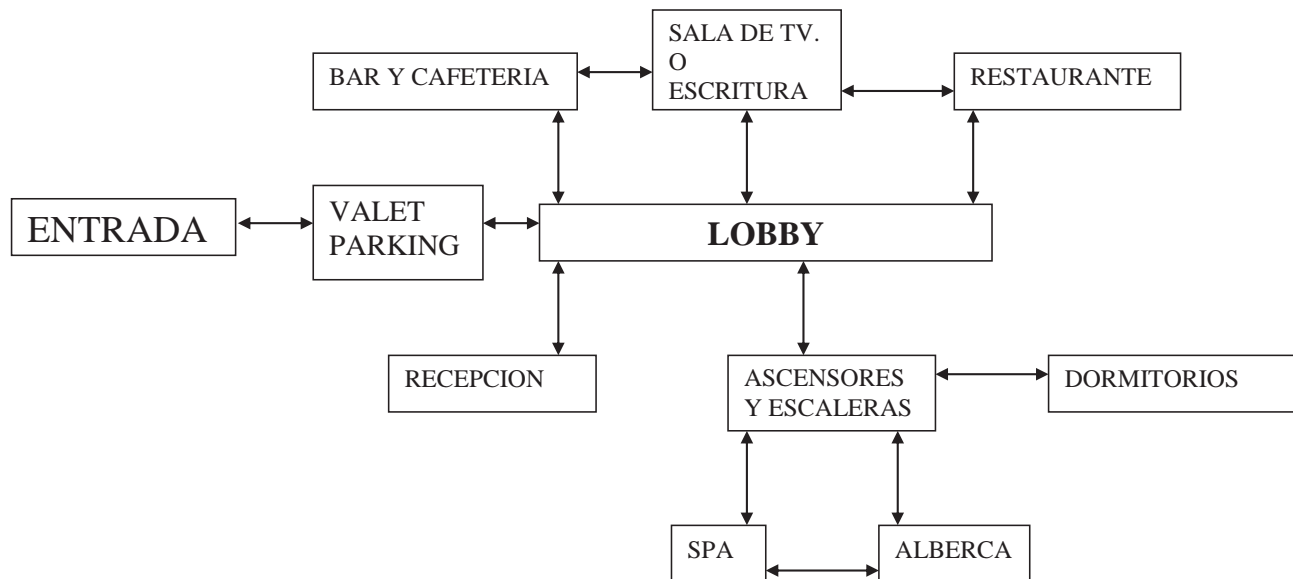 SALA DE TV.
O
ESCRITURA
BAR Y CAFETERIA
RESTAURANTE
ENTRADA
VALET
PARKING
LOBBY
RECEPCION
ASCENSORES
Y ESCALERAS
DORMITORIOS
SPA
ALBERCA